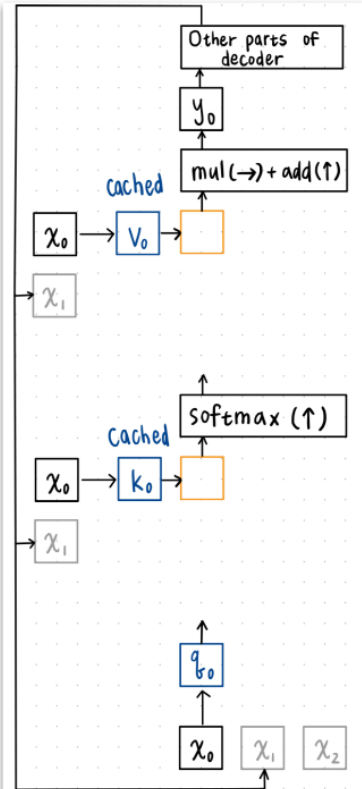 Other parts of
decoder
y₀
mul(→)+add(↑)
cached
x₀
v₀
x₁
softmax (↑)
Cached
x₀
k₀
x₁
q₀
x₀
x₁
x₂